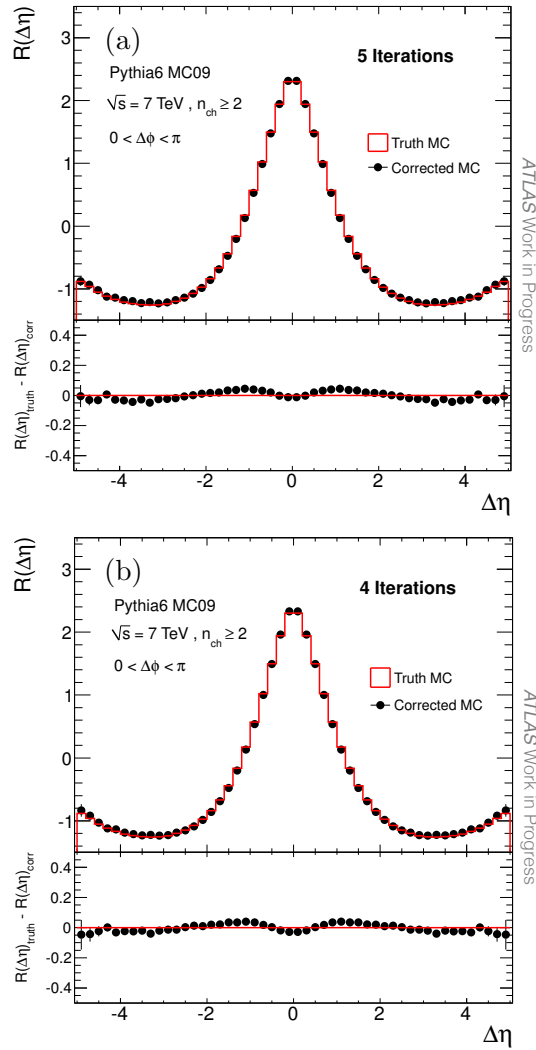 R(Δη)
(a)
5 Iterations
Pythia6 MC09
√s = 7 TeV , n_ch ≥ 2
0 < Δϕ < π
Truth MC
Corrected MC
3
2
1
0
-1
ATLAS Work in Progress
R(Δη)_truth - R(Δη)_corr
0.4
0.2
0
-0.2
-0.4
-4 -2 0 2 4
Δη
R(Δη)
(b)
4 Iterations
Pythia6 MC09
√s = 7 TeV , n_ch ≥ 2
0 < Δϕ < π
Truth MC
Corrected MC
3
2
1
0
-1
ATLAS Work in Progress
R(Δη)_truth - R(Δη)_corr
0.4
0.2
0
-0.2
-0.4
-4 -2 0 2 4
Δη